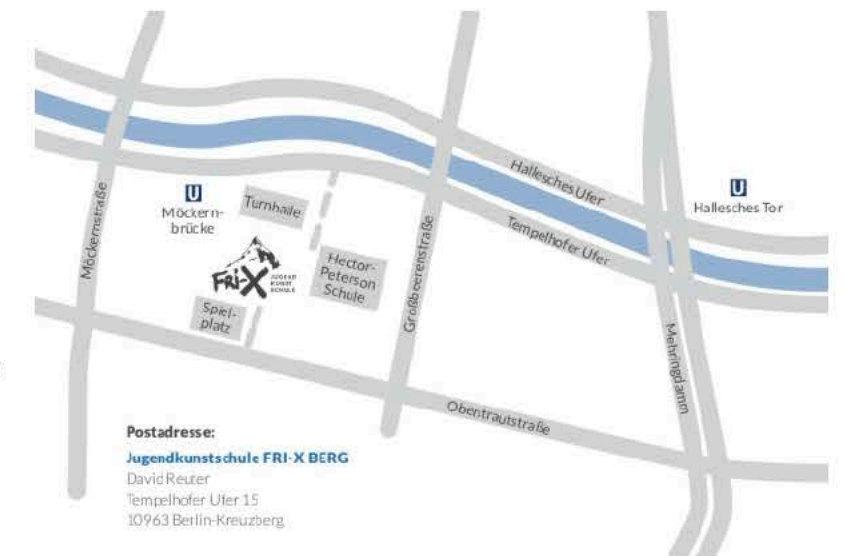 Hallesches Ufer
U
Hallesches Tor
U
Möckern-
brücke
Turnhalle
Möckernstraße
Tempelhofer Ufer
Großbeerenstraße
FRI-X
JUGEND
KUNST
SCHULE
Hector-
Peterson
Schule
Spiel-
platz
Mehringdamm
Obentrautstraße
Postadresse:
Jugendkunstschule FRI-X BERG
David Reuter
Tempelhofer Ufer 15
10963 Berlin-Kreuzberg